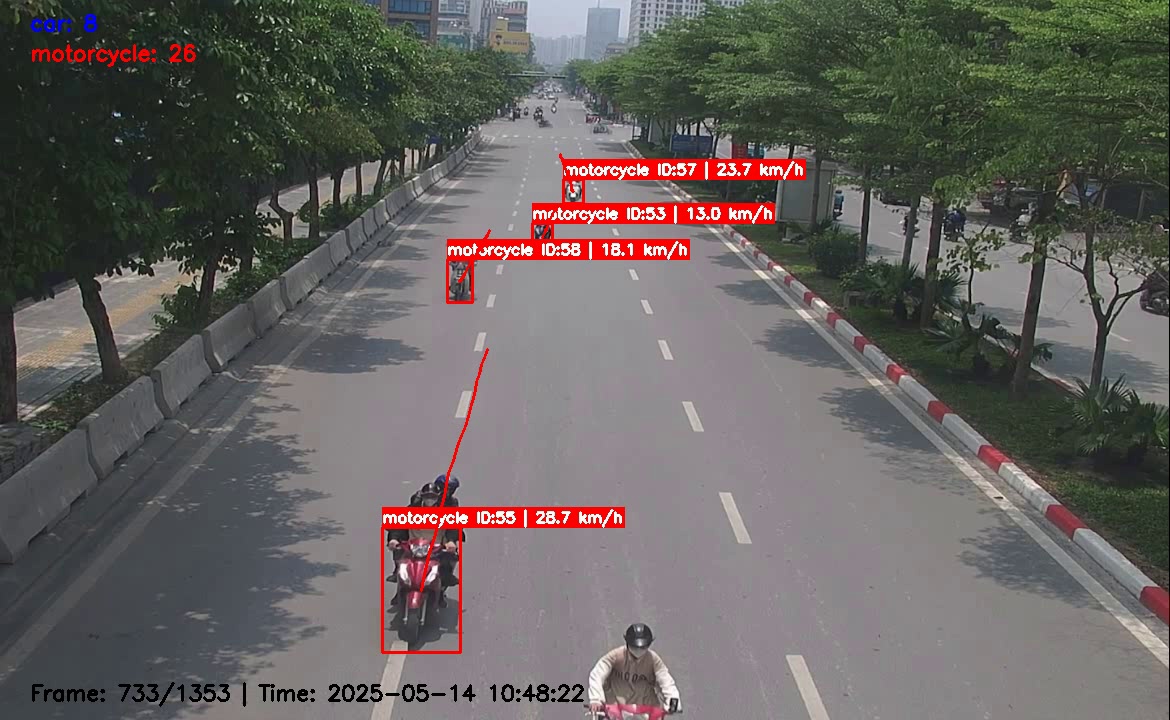 car: 8
motorcycle: 26
motorcycle ID:57 | 23.7 km/h
motorcycle ID:53 | 13.0 km/h
motorcycle ID:58 | 18.1 km/h
motorcycle ID:55 | 28.7 km/h
Frame: 733/1353 | Time: 2025-05-14 10:48:22